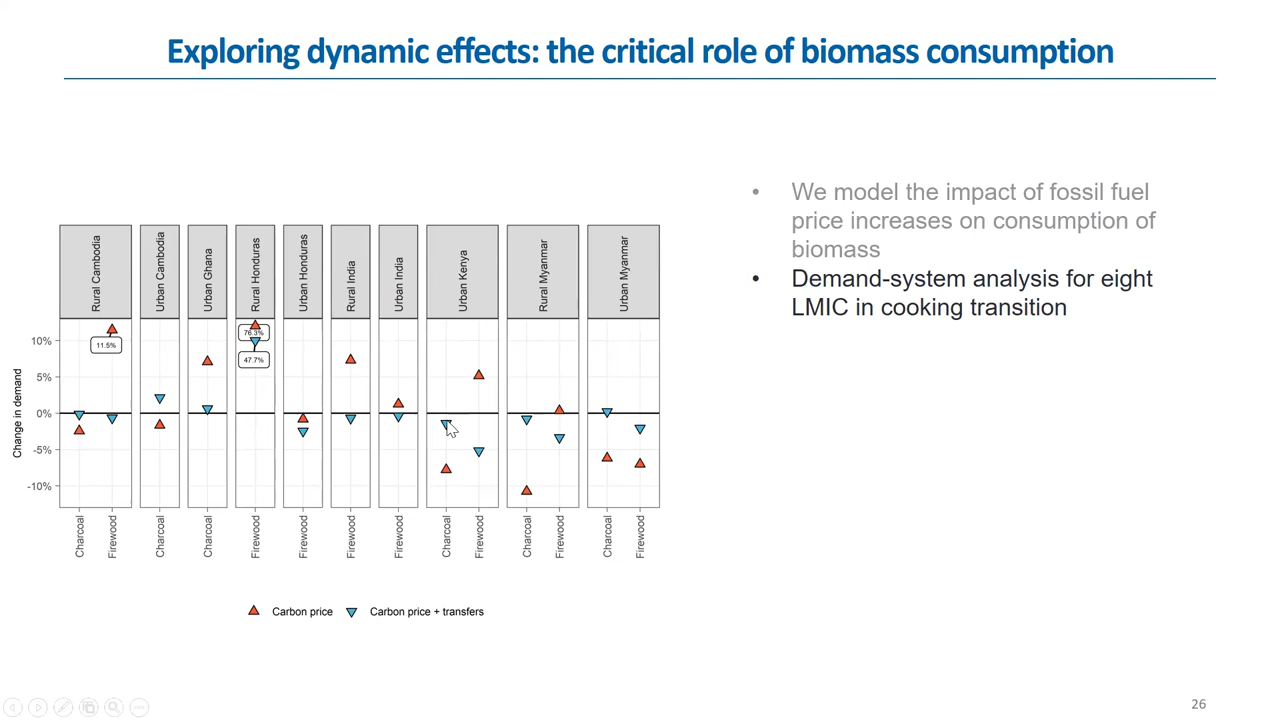 Exploring dynamic effects: the critical role of biomass consumption
• We model the impact of fossil fuel
price increases on consumption of
biomass
• Demand-system analysis for eight
LMIC in cooking transition
Rural Cambodia
Urban Cambodia
Urban Ghana
Rural Honduras
Urban Honduras
Rural India
Urban India
Urban Kenya
Rural Myanmar
Urban Myanmar
Change in demand
10%
5%
0%
-5%
-10%
11.5%
76.3%
47.7%
Charcoal
Firewood
Charcoal
Charcoal
Firewood
Firewood
Firewood
Firewood
Charcoal
Firewood
Charcoal
Firewood
Charcoal
Firewood
Carbon price
Carbon price + transfers
26